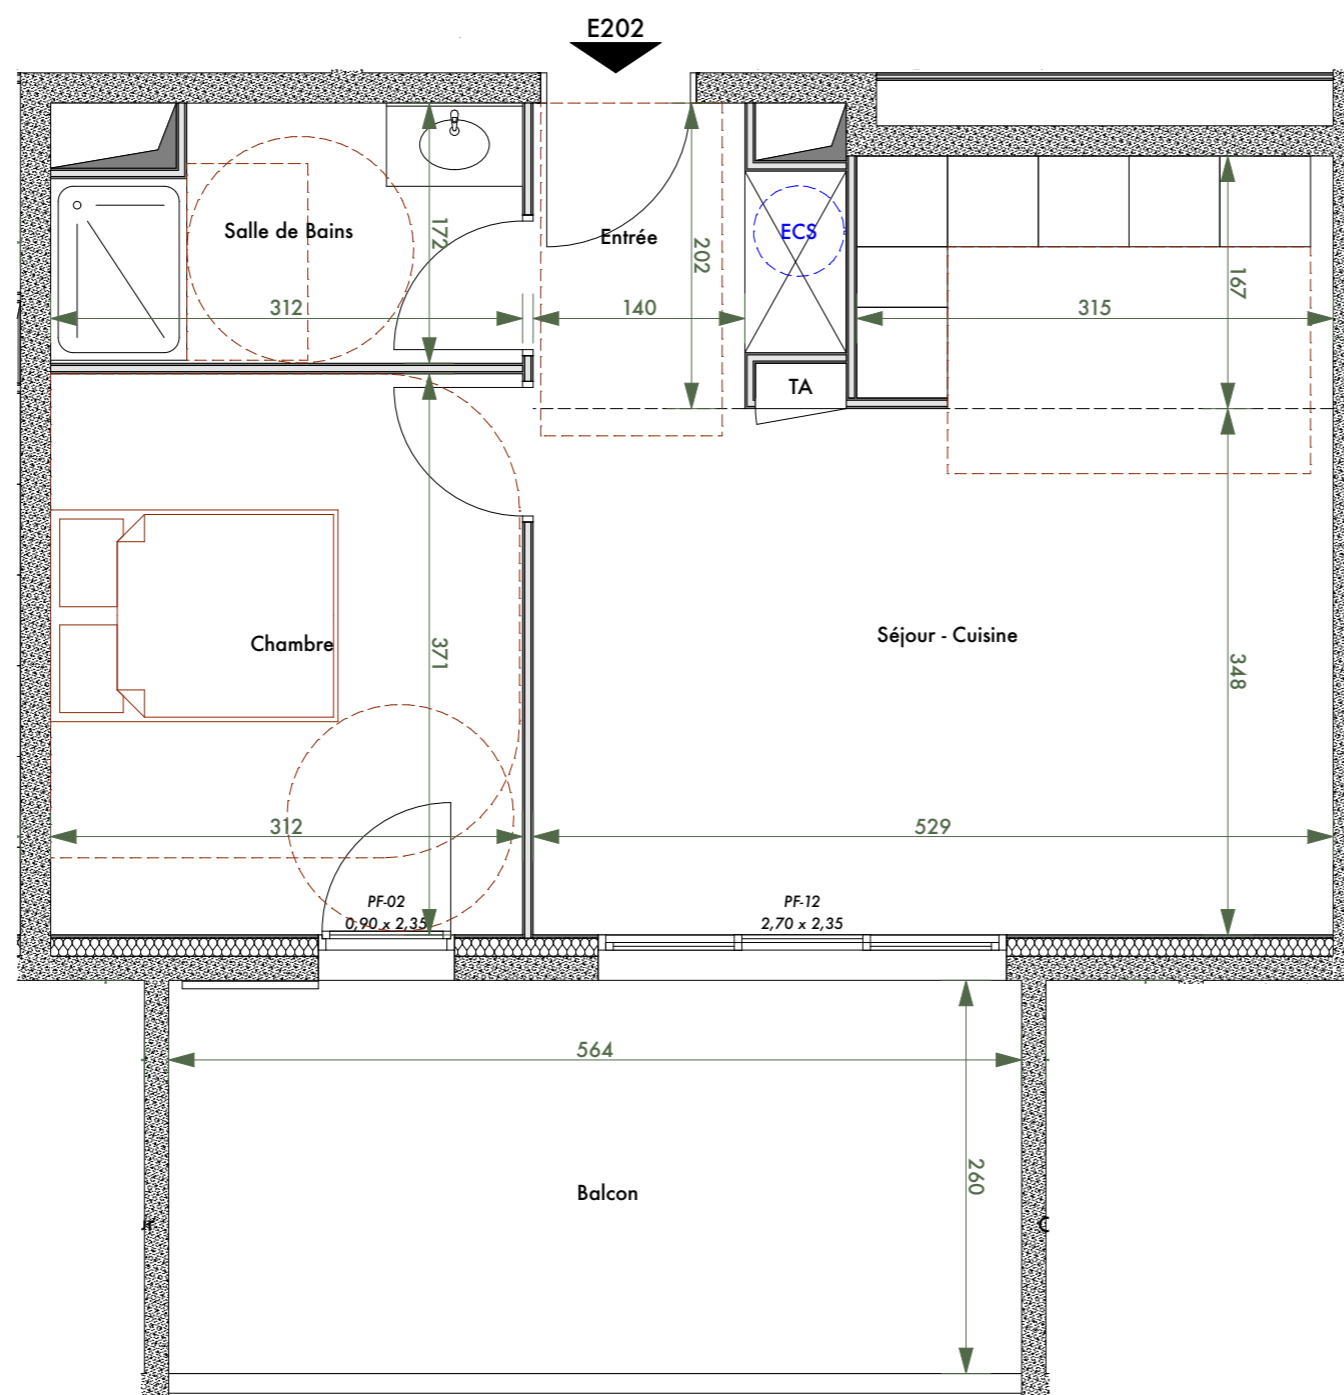 E202
Salle de Bains
172
Entrée
202
ECS
167
312
140
315
TA
Chambre
371
Séjour - Cuisine
348
312
529
PF-02
0,90 x 2,35
PF-12
2,70 x 2,35
564
260
Balcon